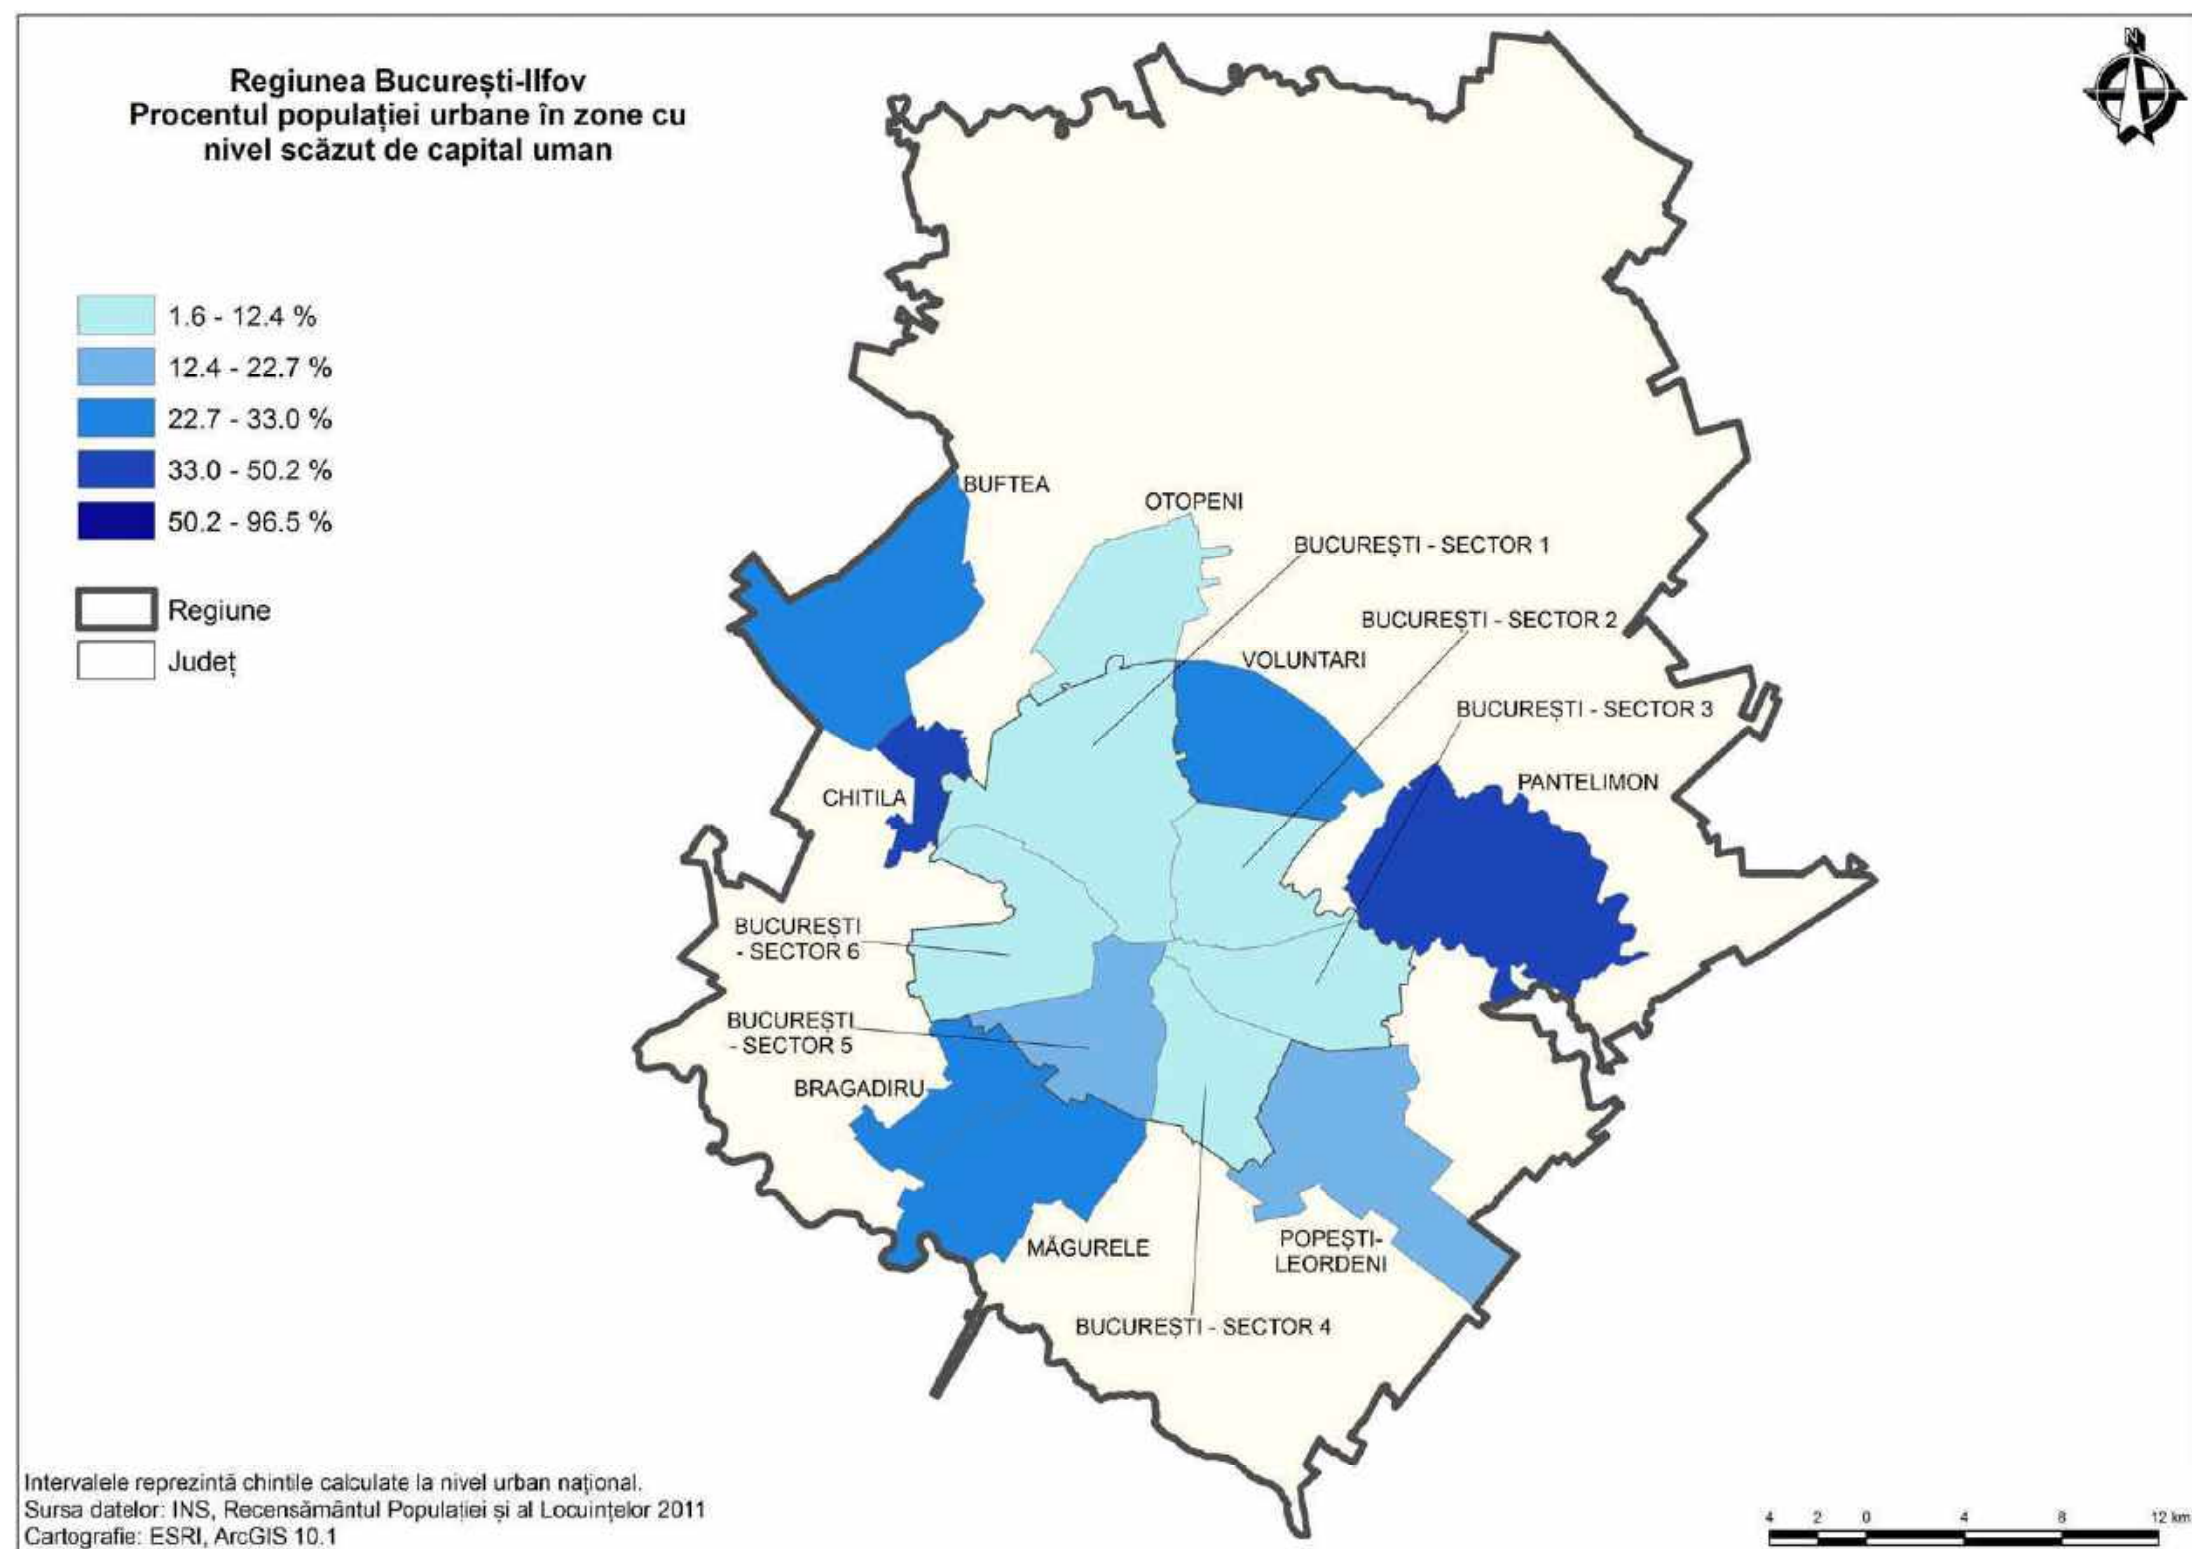 Regiunea București-Ilfov
Procentul populației urbane în zone cu
nivel scăzut de capital uman
N
1.6 - 12.4 %
12.4 - 22.7 %
22.7 - 33.0 %
33.0 - 50.2 %
50.2 - 96.5 %
Regiune
Județ
BUFTEA
OTOPENI
BUCUREȘTI - SECTOR 1
BUCUREȘTI - SECTOR 2
VOLUNTARI
BUCUREȘTI - SECTOR 3
PANTELIMON
CHITILA
BUCUREȘTI
- SECTOR 6
BUCUREȘTI
- SECTOR 5
BRAGADIRU
MĂGURELE
POPEȘTI-
LEORDENI
BUCUREȘTI - SECTOR 4
Intervalele reprezintă chintile calculate la nivel urban național.
Sursa datelor: INS, Recensământul Populației și al Locuințelor 2011
Cartografie: ESRI, ArcGIS 10.1
4 2 0 4 8 12 km